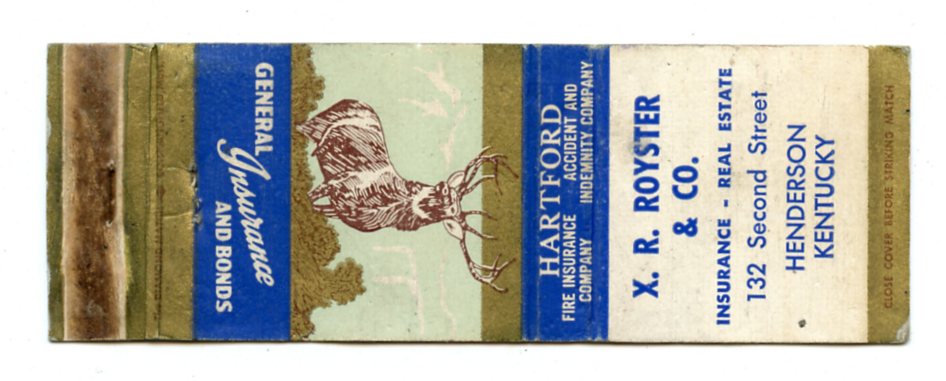 GENERAL
Insurance
AND BONDS
HARTFORD
FIRE INSURANCE COMPANY
ACCIDENT AND INDEMNITY COMPANY
X. R. ROYSTER
& CO.
INSURANCE - REAL ESTATE
132 Second Street
HENDERSON
KENTUCKY
CLOSE COVER BEFORE STRIKING MATCH